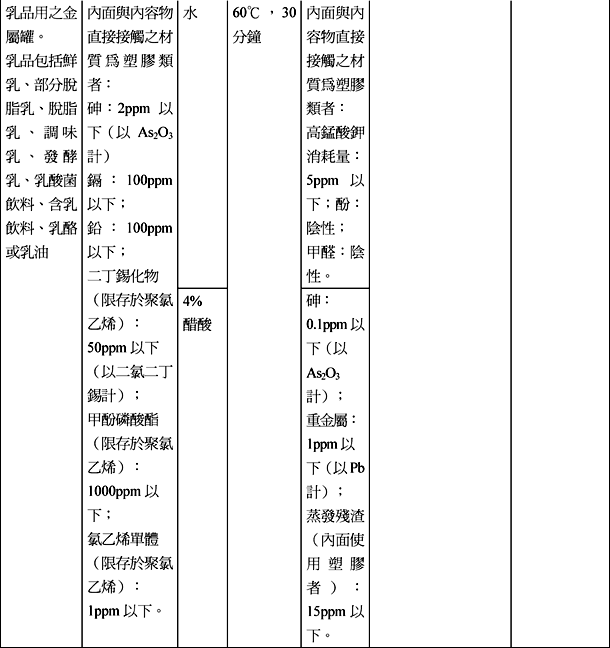 乳品用之金
屬罐。
乳品包括鮮
乳、部分脫
脂乳、脫脂
乳、調味
乳、發酵
乳、乳酸菌
飲料、含乳
飲料、乳酪
或乳油
內面與內容物
直接接觸之材
質爲塑膠類
者：
砷：2ppm 以
下（以 As₂O₃
計）
鎘：100ppm
以下；
鉛：100ppm
以下；
二丁錫化物
（限存於聚氯
乙烯）：
50ppm 以下
（以二氯二丁
錫計）；
甲酚磷酸酯
（限存於聚氯
乙烯）：
1000ppm 以
下；
氯乙烯單體
（限存於聚氯
乙烯）：
1ppm 以下。
水
60℃，30
分鐘
內面與內
容物直接
接觸之材
質爲塑膠
類者：
高錳酸鉀
消耗量：
5ppm 以
下；酚：
陰性；
甲醛：陰
性。
4%
醋酸
砷：
0.1ppm 以
下（以
As₂O₃
計）；
重金屬：
1ppm 以
下（以 Pb
計）；
蒸發殘渣
（內面使
用塑膠
者）：
15ppm 以
下。